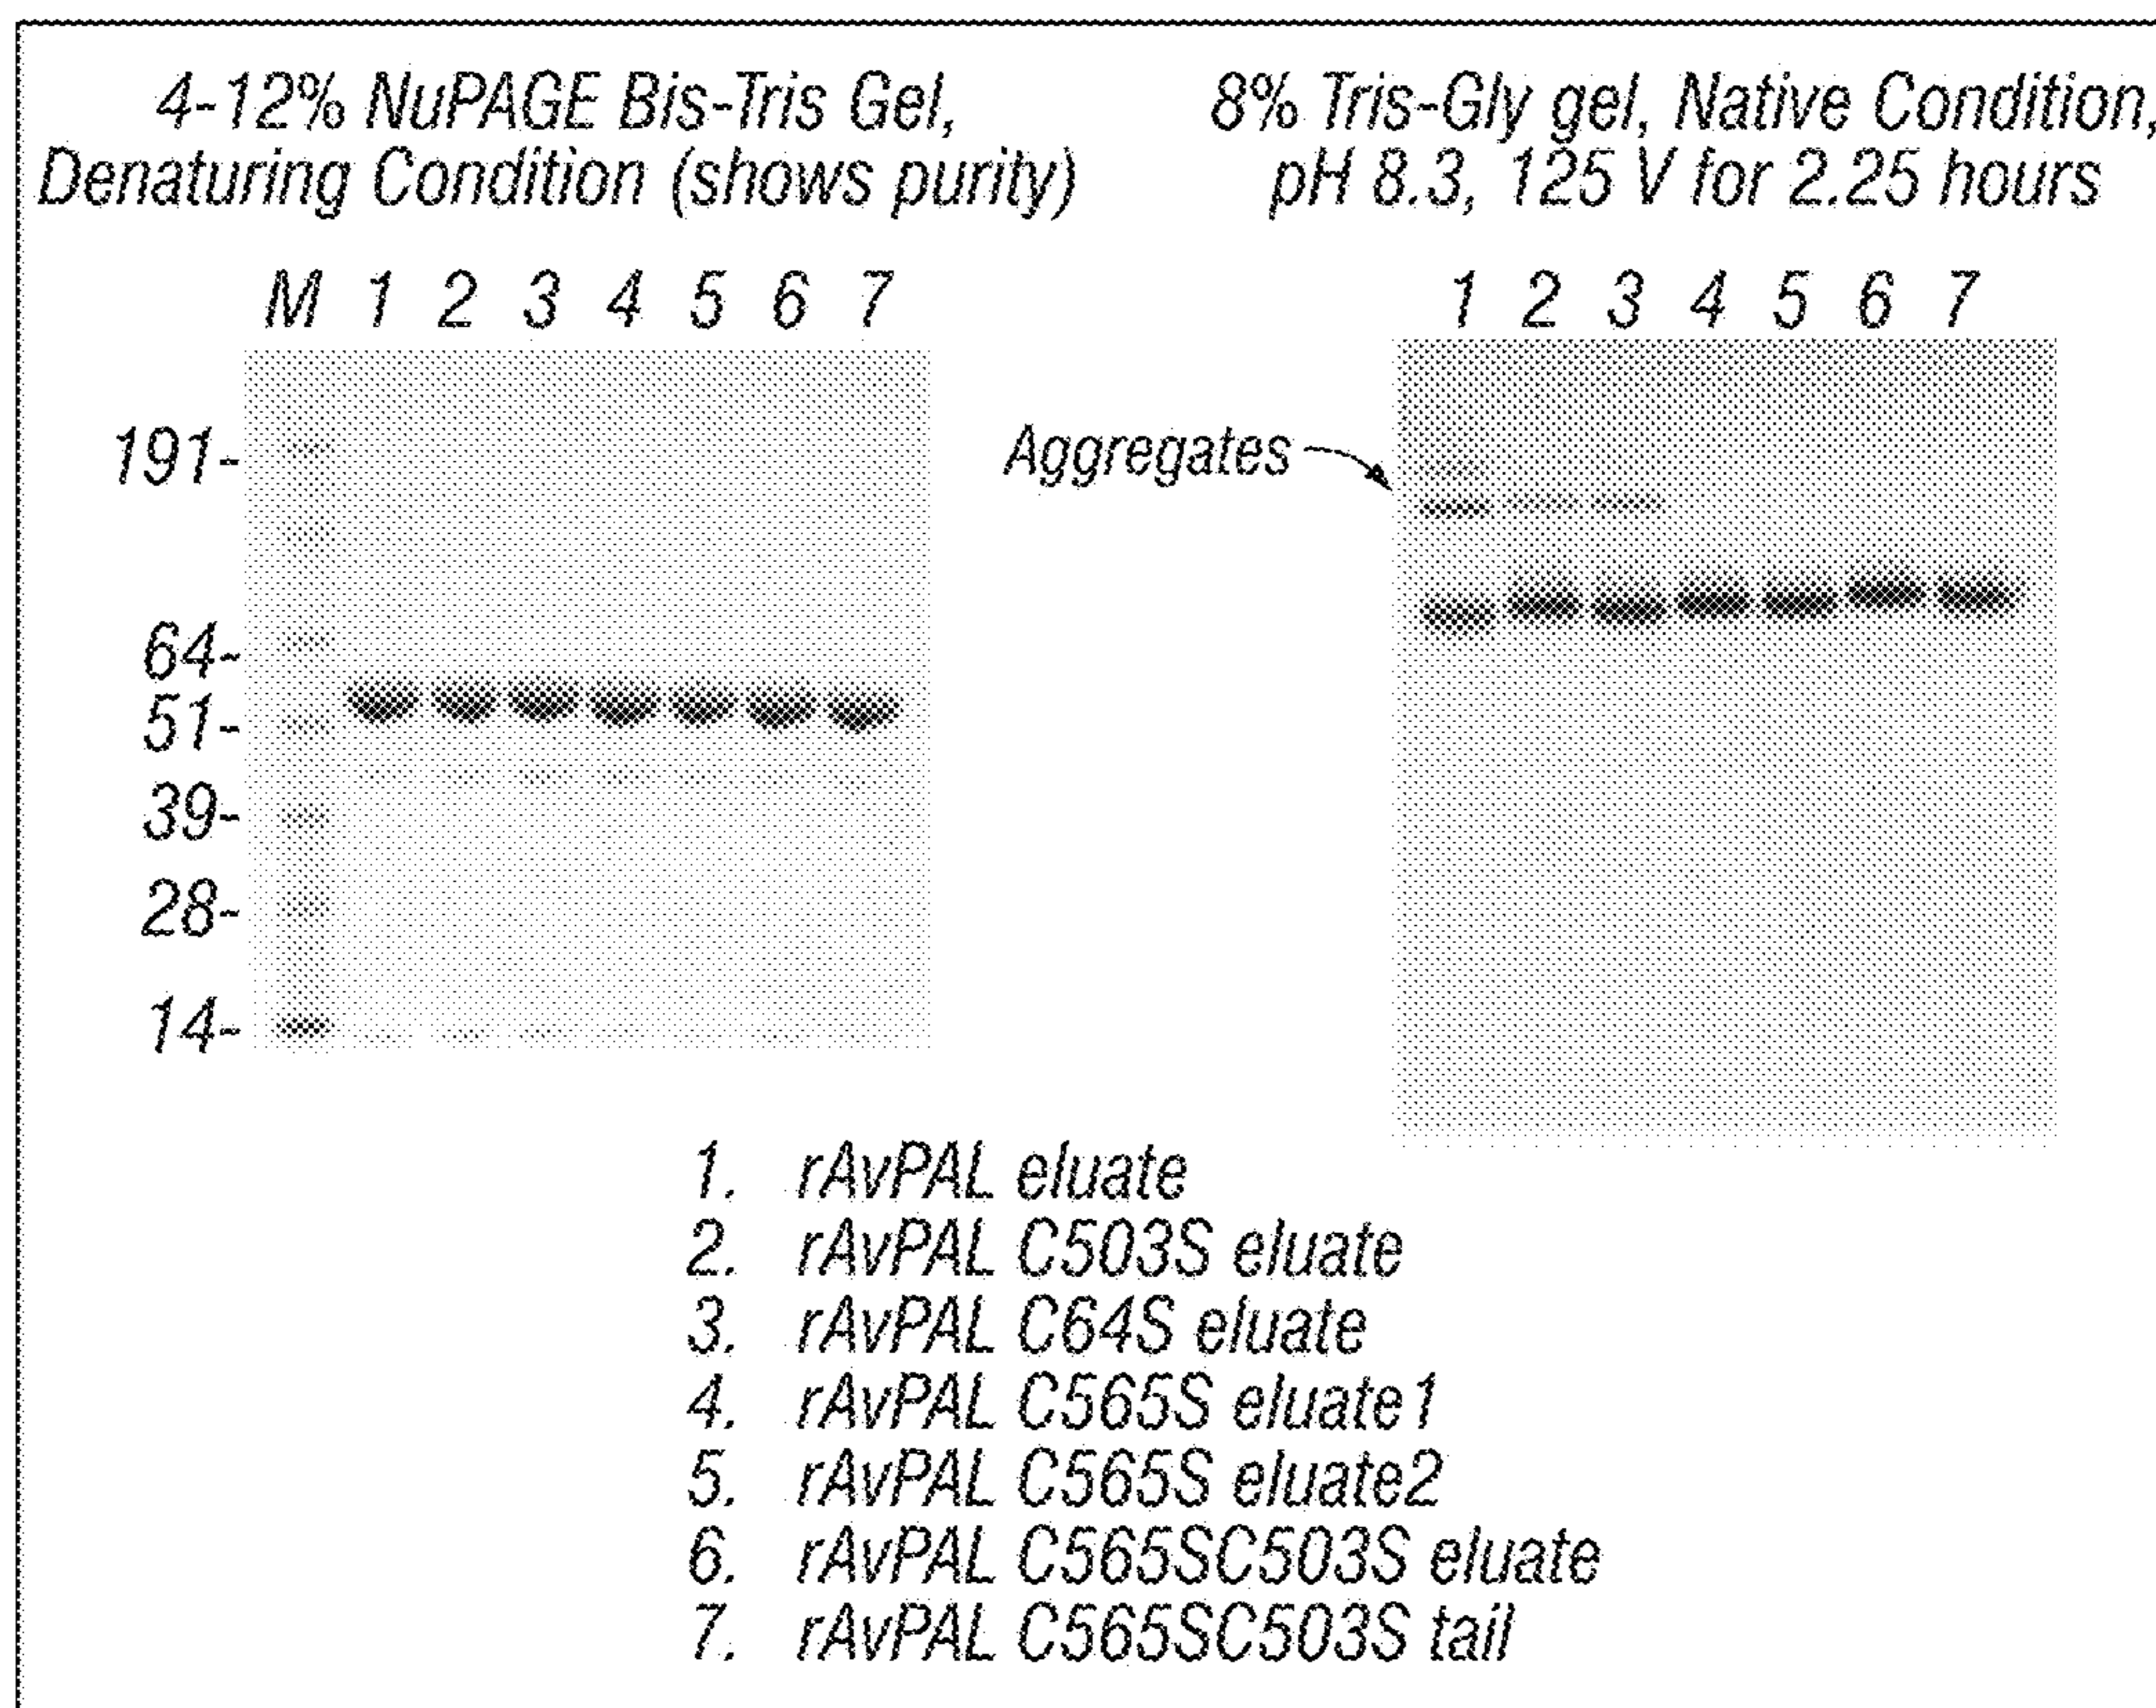 4-12% NuPAGE Bis-Tris Gel,
Denaturing Condition (shows purity)
8% Tris-Gly gel, Native Condition,
pH 8.3, 125 V for 2.25 hours
M 1 2 3 4 5 6 7
1 2 3 4 5 6 7
Aggregates
191-
64-
51-
39-
28-
14-
1. rAvPAL eluate
2. rAvPAL C503S eluate
3. rAvPAL C64S eluate
4. rAvPAL C565S eluate1
5. rAvPAL C565S eluate2
6. rAvPAL C565SC503S eluate
7. rAvPAL C565SC503S tail